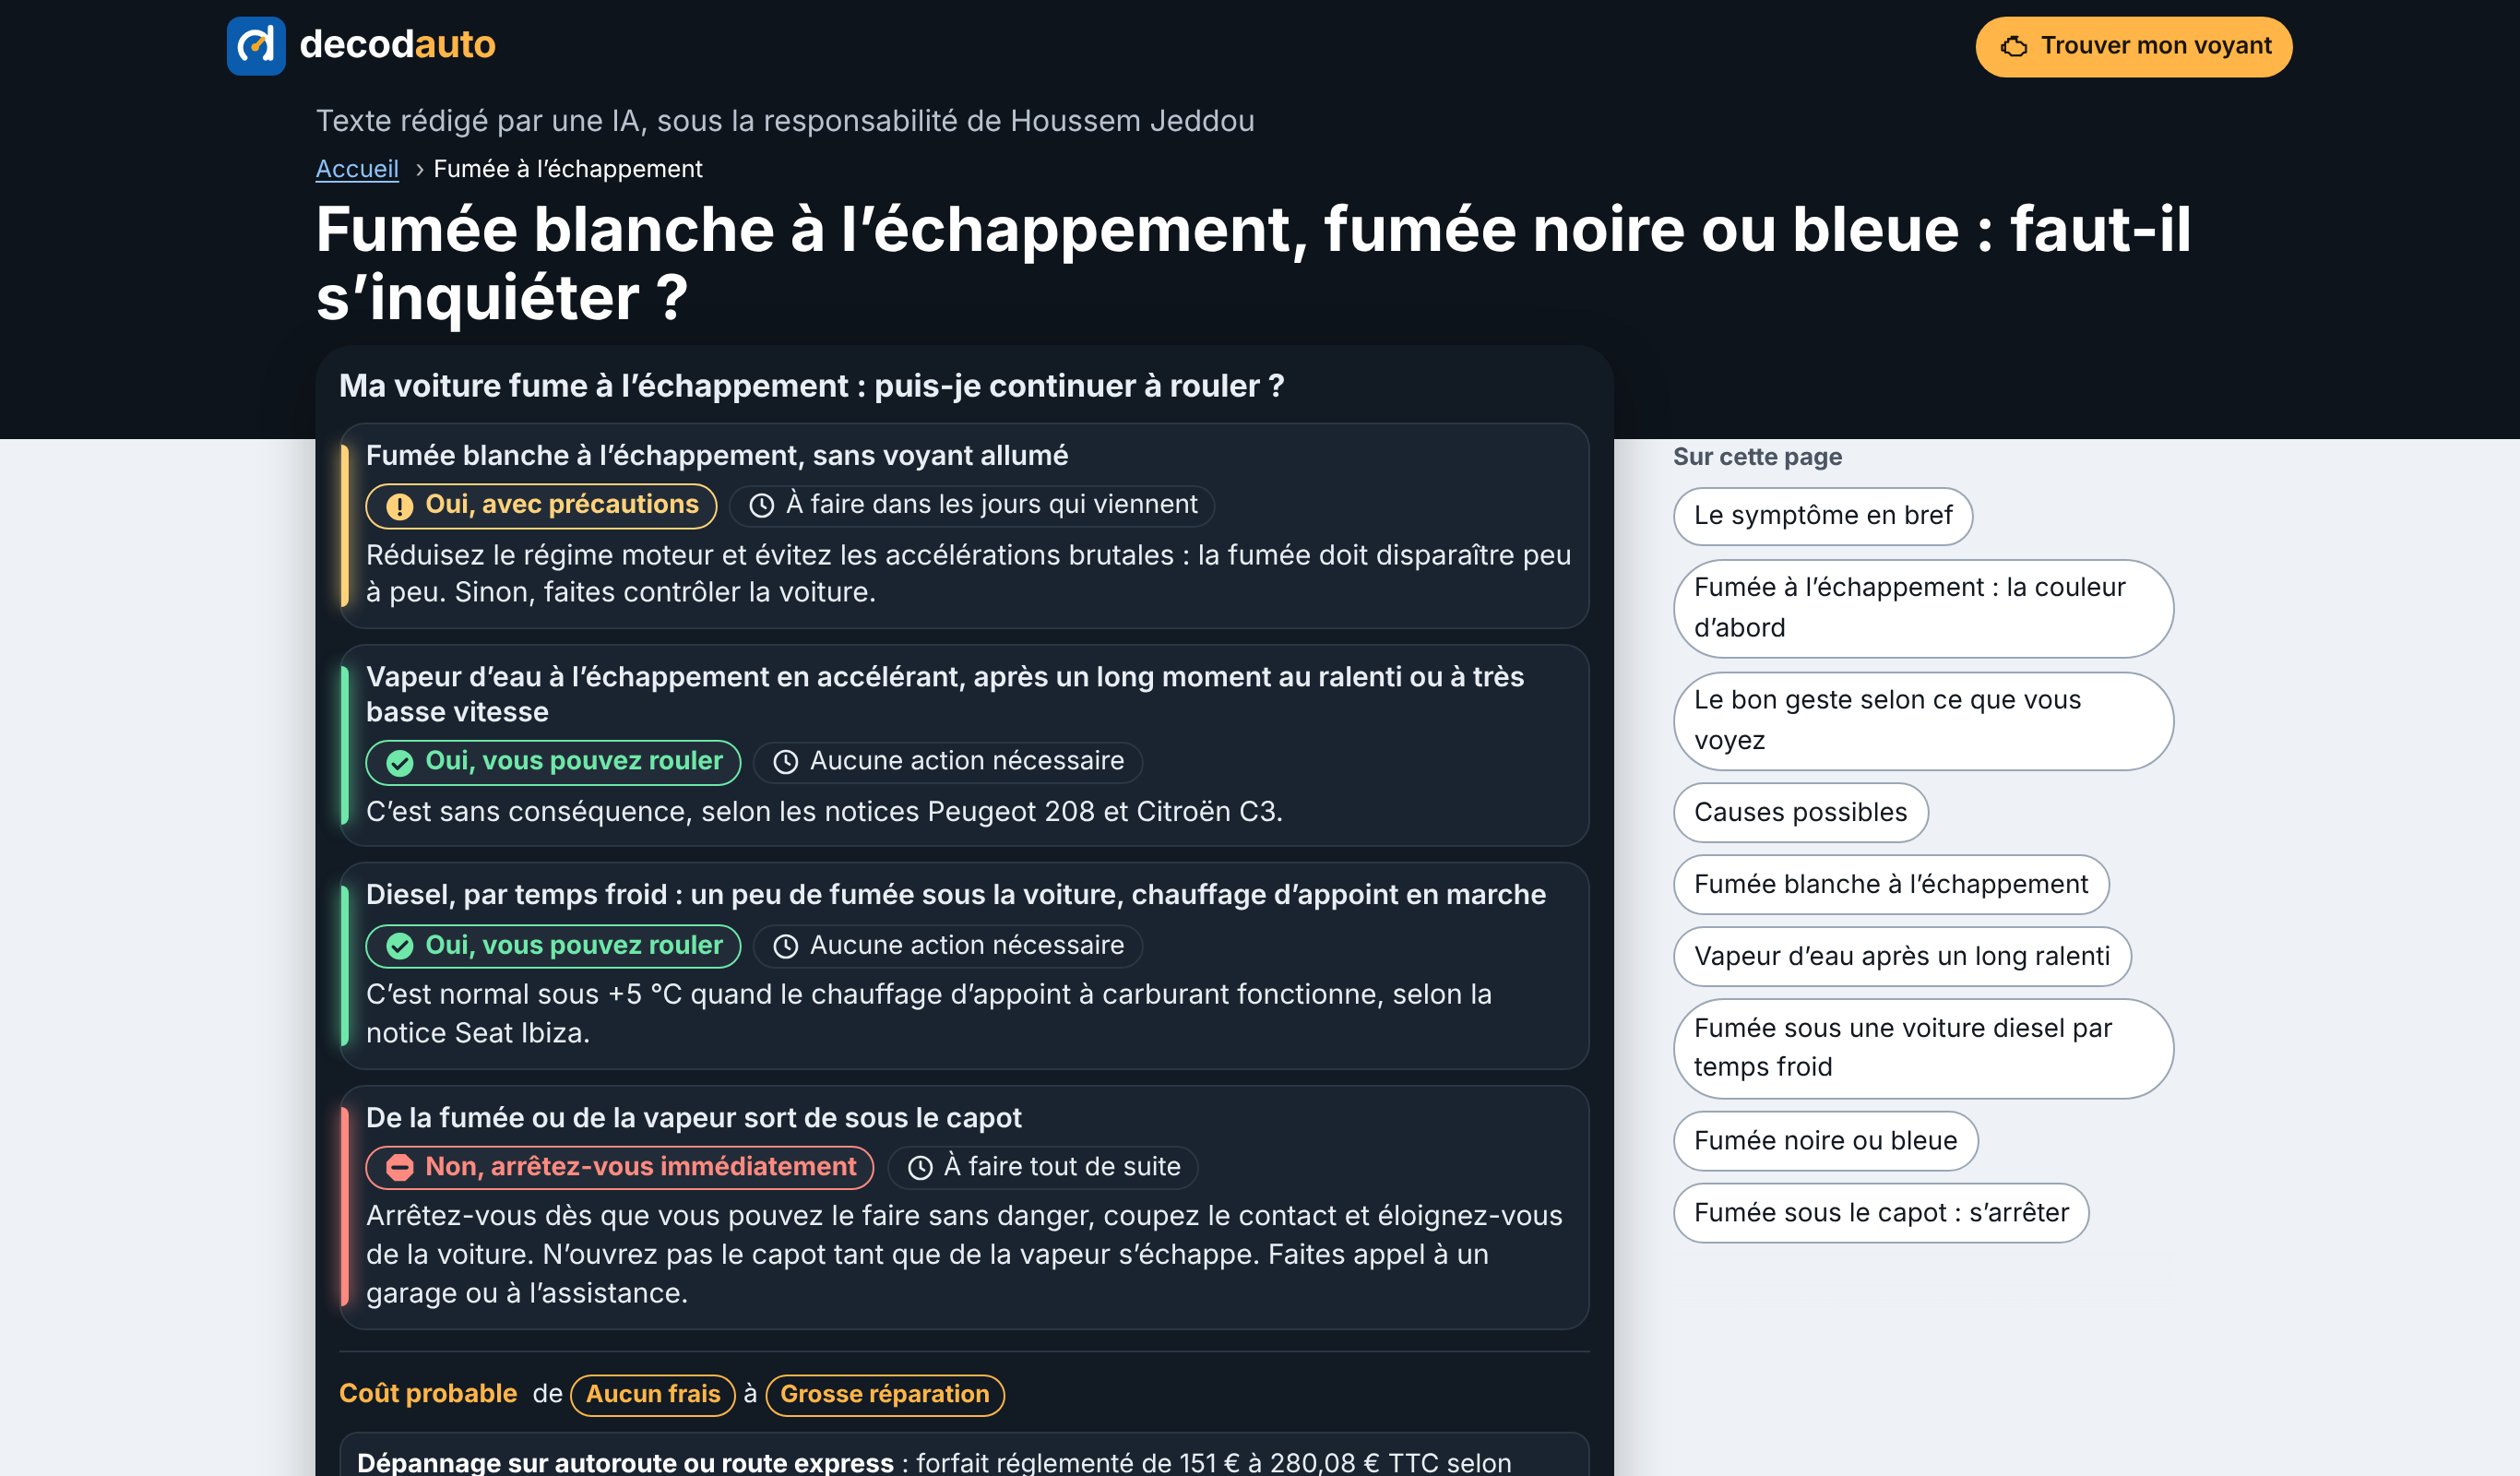 decodauto
Trouver mon voyant
Texte rédigé par une IA, sous la responsabilité de Houssem Jeddou
Accueil › Fumée à l’échappement
Fumée blanche à l’échappement, fumée noire ou bleue : faut-il
s’inquiéter ?
Ma voiture fume à l’échappement : puis-je continuer à rouler ?
Fumée blanche à l’échappement, sans voyant allumé
Oui, avec précautions
À faire dans les jours qui viennent
Réduisez le régime moteur et évitez les accélérations brutales : la fumée doit disparaître peu
à peu. Sinon, faites contrôler la voiture.
Vapeur d’eau à l’échappement en accélérant, après un long moment au ralenti ou à très
basse vitesse
Oui, vous pouvez rouler
Aucune action nécessaire
C’est sans conséquence, selon les notices Peugeot 208 et Citroën C3.
Diesel, par temps froid : un peu de fumée sous la voiture, chauffage d’appoint en marche
Oui, vous pouvez rouler
Aucune action nécessaire
C’est normal sous +5 °C quand le chauffage d’appoint à carburant fonctionne, selon la
notice Seat Ibiza.
De la fumée ou de la vapeur sort de sous le capot
Non, arrêtez-vous immédiatement
À faire tout de suite
Arrêtez-vous dès que vous pouvez le faire sans danger, coupez le contact et éloignez-vous
de la voiture. N’ouvrez pas le capot tant que de la vapeur s’échappe. Faites appel à un
garage ou à l’assistance.
Coût probable de Aucun frais à Grosse réparation
Dépannage sur autoroute ou route express : forfait réglementé de 151 € à 280,08 € TTC selon
Sur cette page
Le symptôme en bref
Fumée à l’échappement : la couleur
d’abord
Le bon geste selon ce que vous
voyez
Causes possibles
Fumée blanche à l’échappement
Vapeur d’eau après un long ralenti
Fumée sous une voiture diesel par
temps froid
Fumée noire ou bleue
Fumée sous le capot : s’arrêter